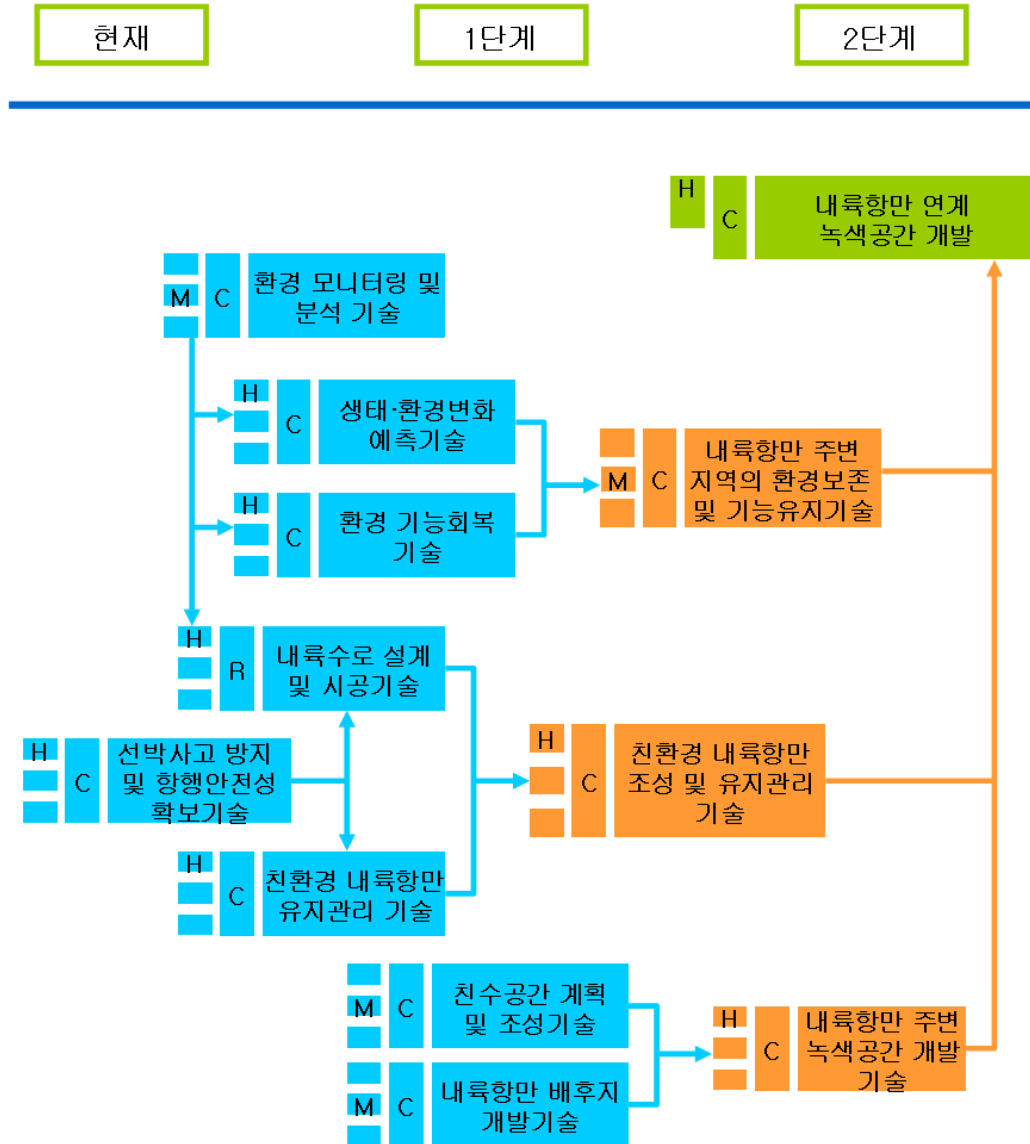 현재
1단계
2단계
H
C
내륙항만 연계
녹색공간 개발
M
C
환경 모니터링 및
분석 기술
H
C
생태·환경변화
예측기술
H
C
환경 기능회복
기술
M
C
내륙항만 주변
지역의 환경보존
및 기능유지기술
H
R
내륙수로 설계
및 시공기술
H
C
선박사고 방지
및 항행안전성
확보기술
H
C
친환경 내륙항만
유지관리 기술
H
C
친환경 내륙항만
조성 및 유지관리
기술
M
C
친수공간 계획
및 조성기술
M
C
내륙항만 배후지
개발기술
H
C
내륙항만 주변
녹색공간 개발
기술